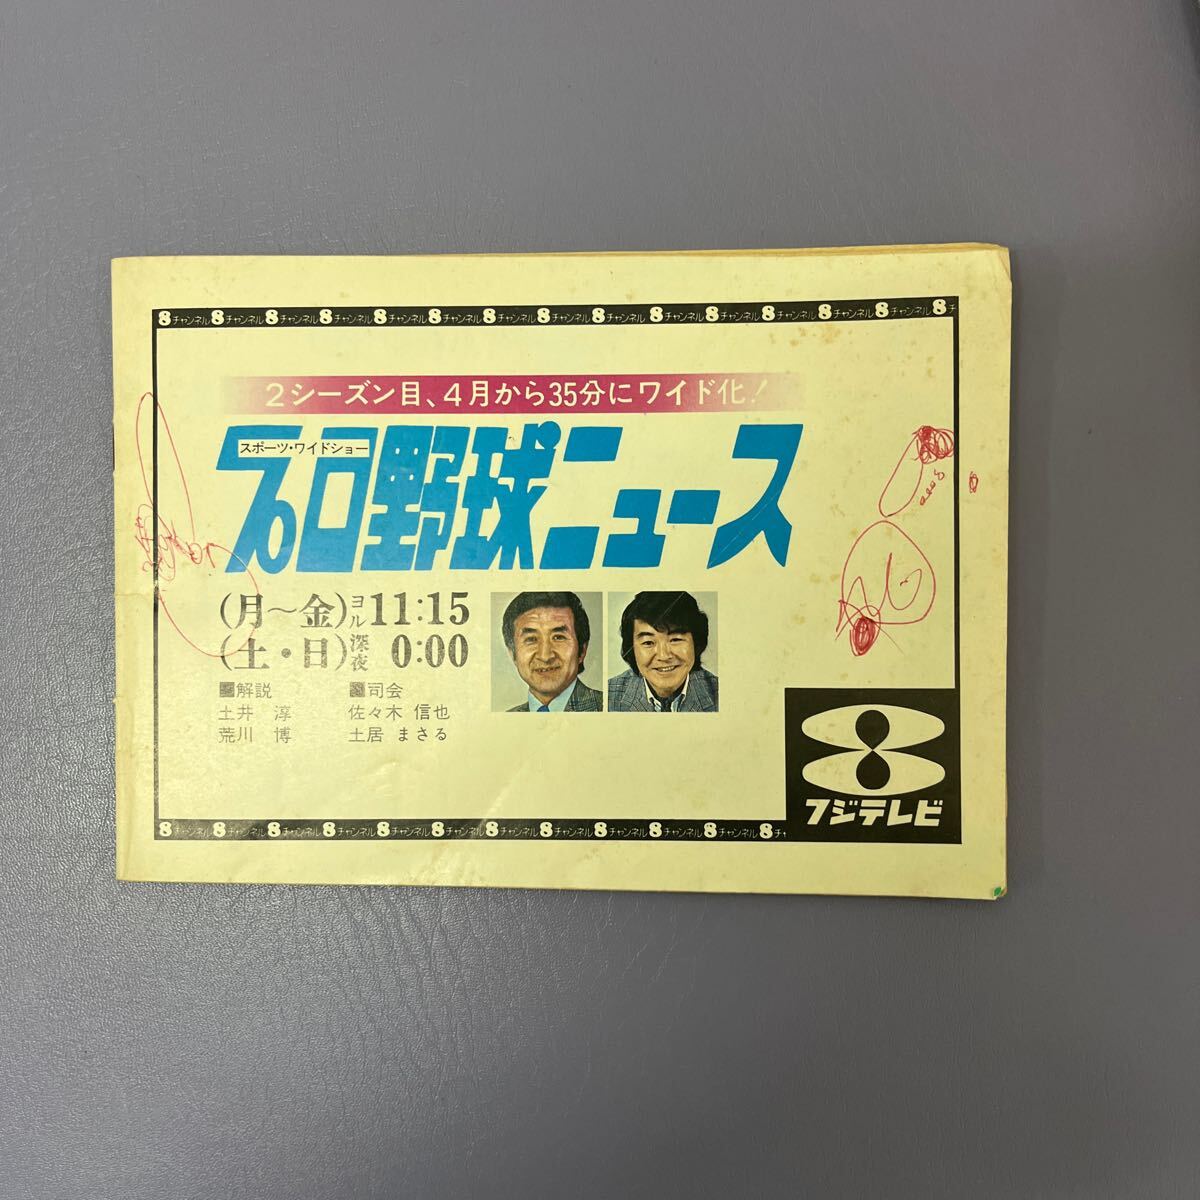 8チャンネル8チャンネル8チャンネル8チャンネル8チャンネル8チャンネル8チャンネル8チャンネル8チャンネル8チャンネル8チャンネル8チャンネル8チャンネル8チャンネル8チ
2シーズン目、4月から35分にワイド化!
スポーツ・ワイドショー
プロ野球ニュース
(月～金)ヨル11:15
(土・日)深夜 0:00
■解説
土井 淳
荒川 博
■司会
佐々木 信也
土居 まさる
8
フジテレビ
8チャンネル8チャンネル8チャンネル8チャンネル8チャンネル8チャンネル8チャンネル8チャンネル8チャンネル8チャンネル8チャンネル8チ